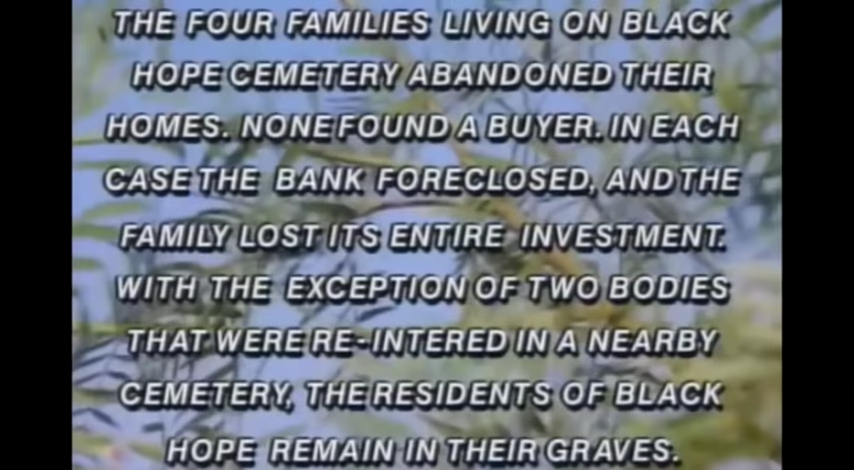 THE FOUR FAMILIES LIVING ON BLACK
HOPE CEMETERY ABANDONED THEIR
HOMES. NONE FOUND A BUYER. IN EACH
CASE THE BANK FORECLOSED, AND THE
FAMILY LOST ITS ENTIRE INVESTMENT.
WITH THE EXCEPTION OF TWO BODIES
THAT WERE RE-INTERED IN A NEARBY
CEMETERY, THE RESIDENTS OF BLACK
HOPE REMAIN IN THEIR GRAVES.